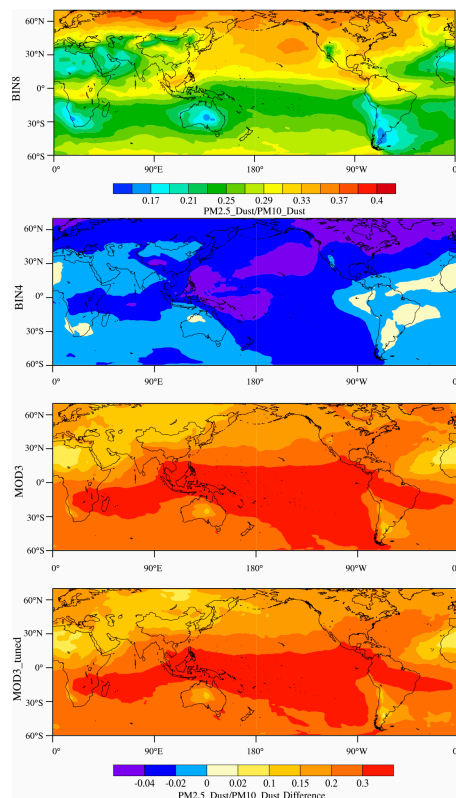 60°N
30°N
BIN8
0°
30°S
60°S
0° 90°E 180° 90°W 0°
0.17 0.21 0.25 0.29 0.33 0.37 0.4
PM2.5_Dust/PM10_Dust
60°N
30°N
BIN4
0°
30°S
60°S
0° 90°E 180° 90°W 0°
60°N
30°N
MOD3
0°
30°S
60°S
0° 90°E 180° 90°W 0°
60°N
30°N
MOD3_tuned
0°
30°S
60°S
0° 90°E 180° 90°W 0°
-0.04 -0.02 0 0.02 0.1 0.15 0.2 0.3
PM2.5_Dust/PM10_Dust Difference